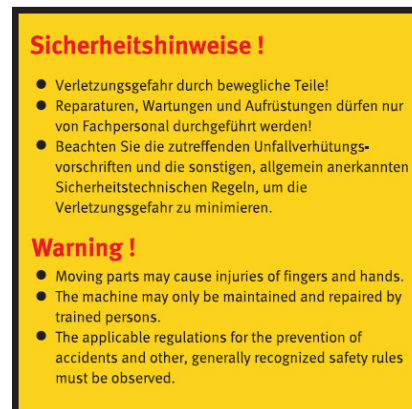 Sicherheitshinweise !
● Verletzungsgefahr durch bewegliche Teile!
● Reparaturen, Wartungen und Aufrüstungen dürfen nur
von Fachpersonal durchgeführt werden!
● Beachten Sie die zutreffenden Unfallverhütungs-
vorschriften und die sonstigen, allgemein anerkannten
Sicherheitstechnischen Regeln, um die
Verletzungsgefahr zu minimieren.
Warning !
● Moving parts may cause injuries of fingers and hands.
● The machine may only be maintained and repaired by
trained persons.
● The applicable regulations for the prevention of
accidents and other, generally recognized safety rules
must be observed.